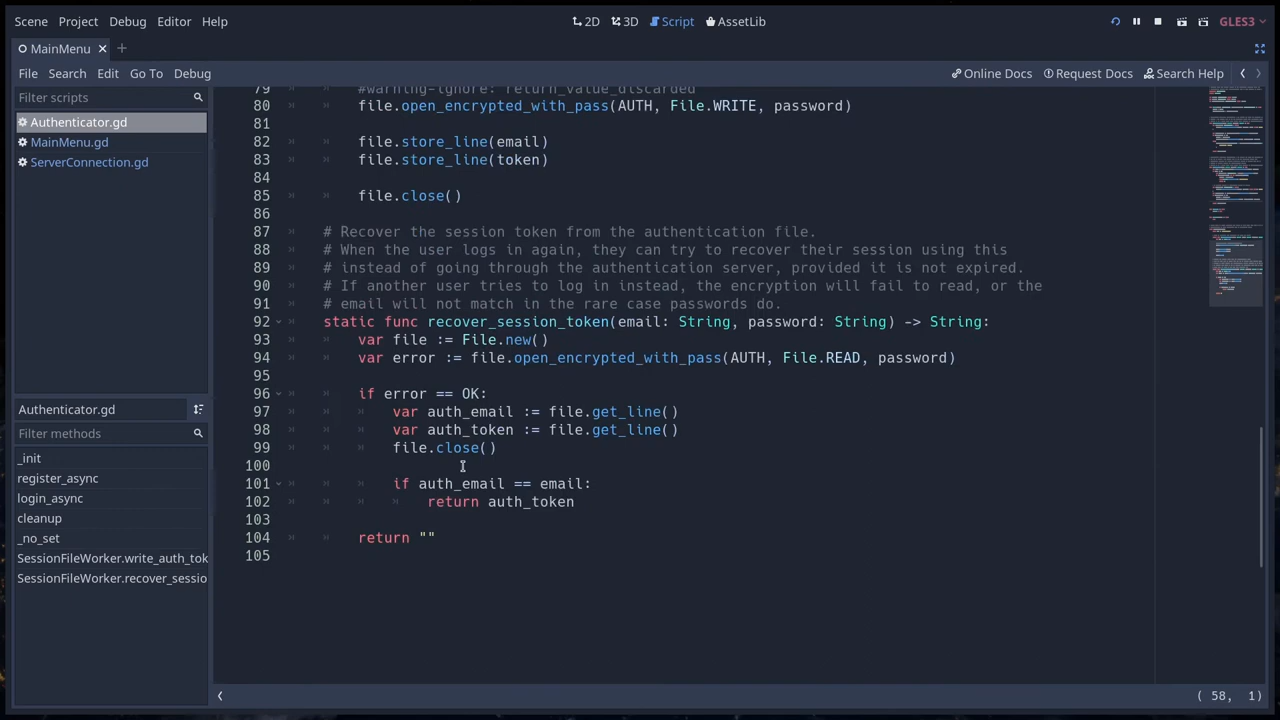 Scene Project Debug Editor Help 2D 3D Script AssetLib GLES3
MainMenu
File Search Edit Go To Debug Online Docs Request Docs Search Help
Filter scripts
Authenticator.gd
MainMenu.gd
ServerConnection.gd
Authenticator.gd
Filter methods
_init
register_async
login_async
cleanup
_no_set
SessionFileWorker.write_auth_tok
SessionFileWorker.recover_sessio
79 #warning-ignore: return_value_discarded
80 file.open_encrypted_with_pass(AUTH, File.WRITE, password)
81
82 file.store_line(email)
83 file.store_line(token)
84
85 file.close()
86
87 # Recover the session token from the authentication file.
88 # When the user logs in again, they can try to recover their session using this
89 # instead of going through the authentication server, provided it is not expired.
90 # If another user tries to log in instead, the encryption will fail to read, or the
91 # email will not match in the rare case passwords do.
92 static func recover_session_token(email: String, password: String) -> String:
93 var file := File.new()
94 var error := file.open_encrypted_with_pass(AUTH, File.READ, password)
95
96 if error == OK:
97 var auth_email := file.get_line()
98 var auth_token := file.get_line()
99 file.close()
100
101 if auth_email == email:
102 return auth_token
103
104 return ""
105
( 58, 1)